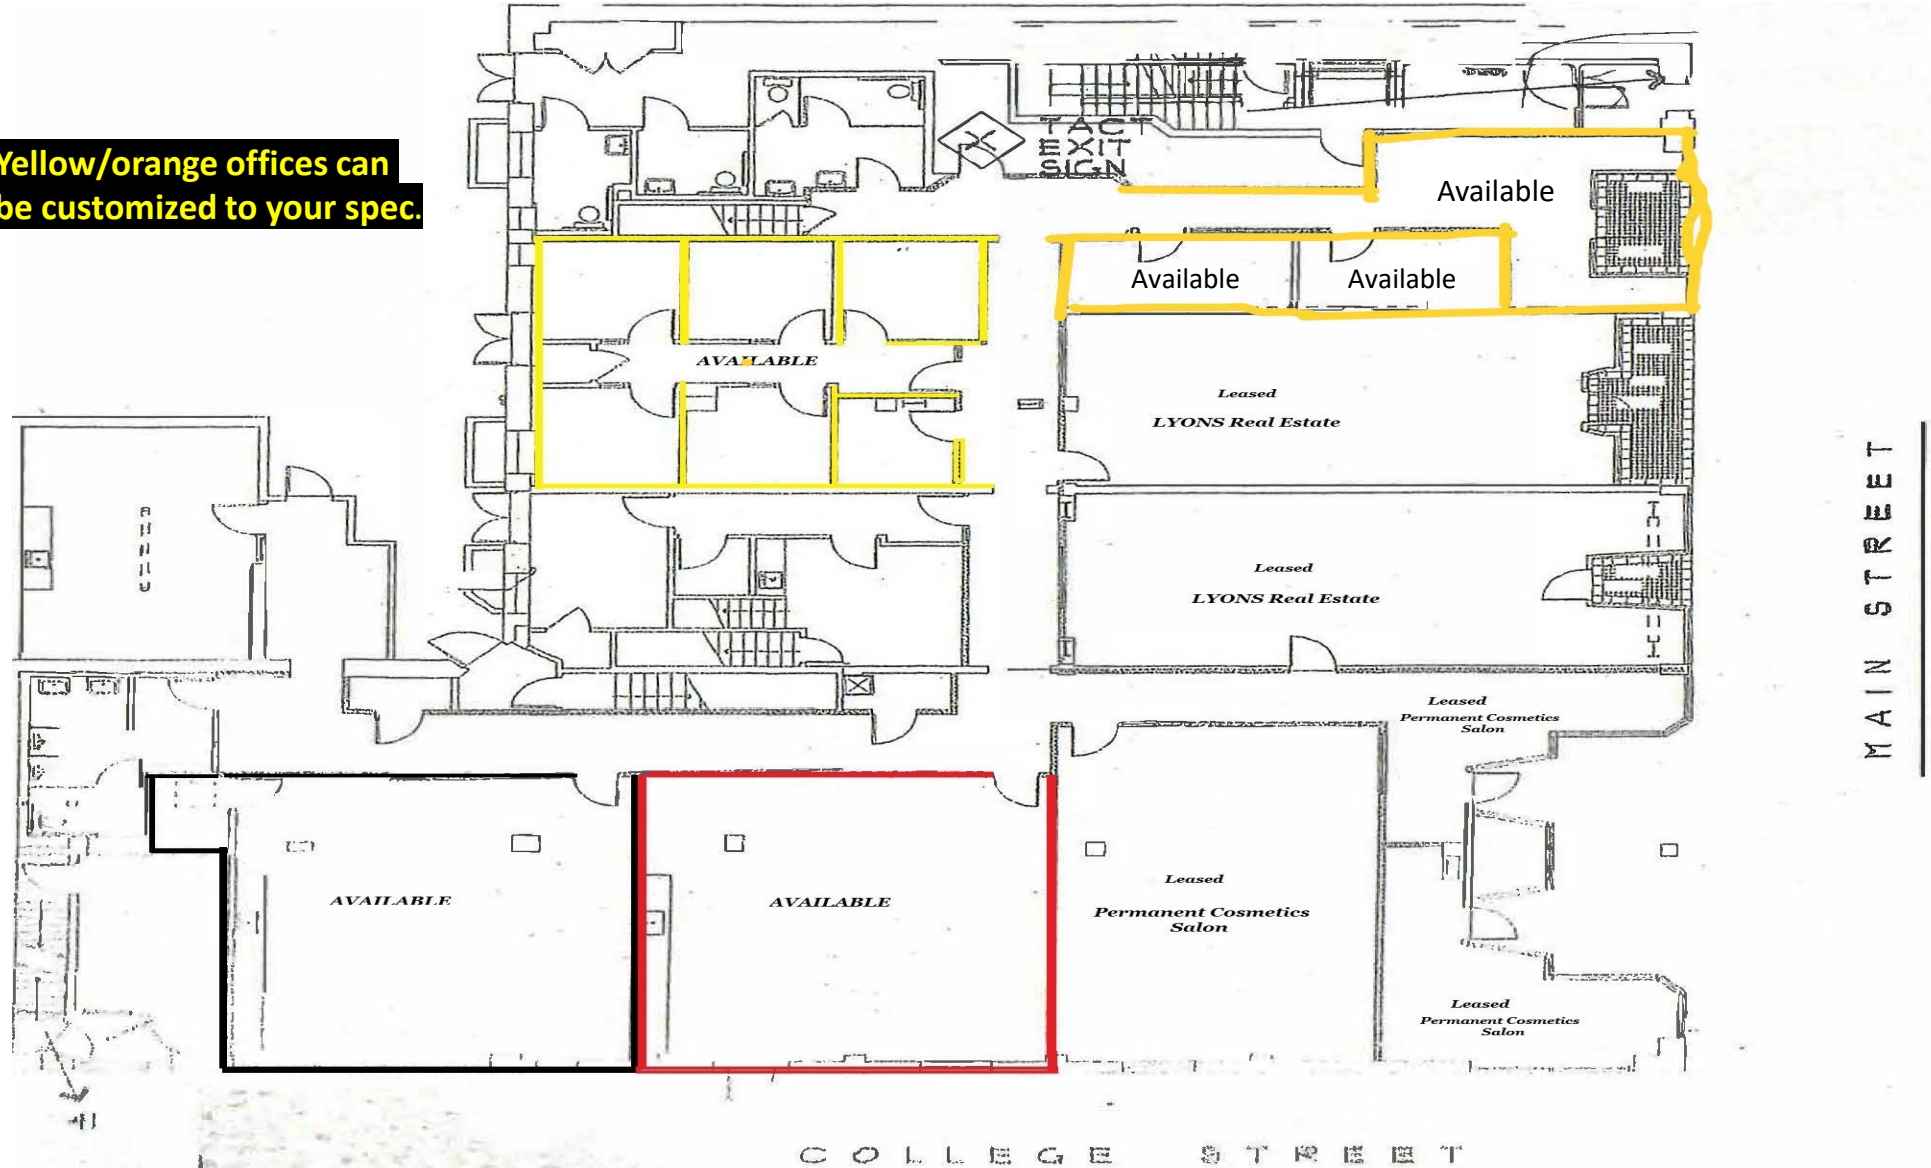 Yellow/orange offices can
be customized to your spec.
TACT
EXIT
SIGN
Available
Available
Available
AVAILABLE
Leased
LYONS Real Estate
Leased
LYONS Real Estate
Leased
Permanent Cosmetics
Salon
AVAILABLE
AVAILABLE
Leased
Permanent Cosmetics
Salon
Leased
Permanent Cosmetics
Salon
MAIN STREET
COLLEGE STREET